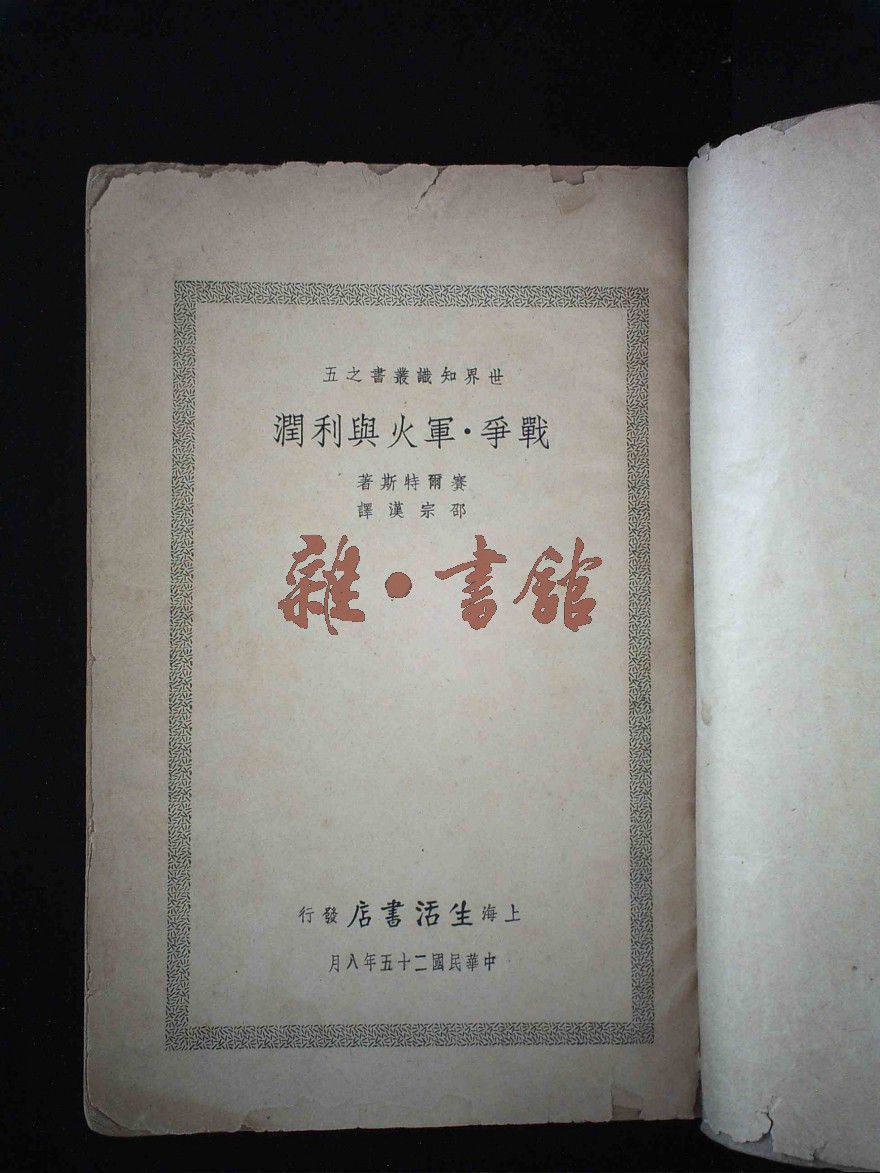 世界知識叢書之五
戰爭·軍火與利潤
賽爾特斯著
邵宗漢譯
雜·書館
上海生活書店發行
中華民國二十五年八月